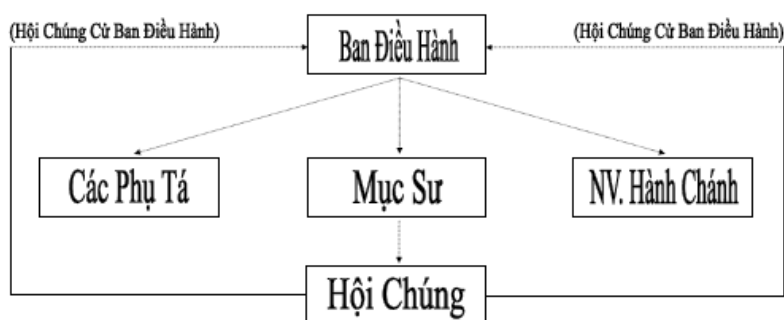 (Hội Chúng Cử Ban Điều Hành)
Ban Điều Hành
(Hội Chúng Cử Ban Điều Hành)
Các Phụ Tá
Mục Sư
NV. Hành Chánh
Hội Chúng